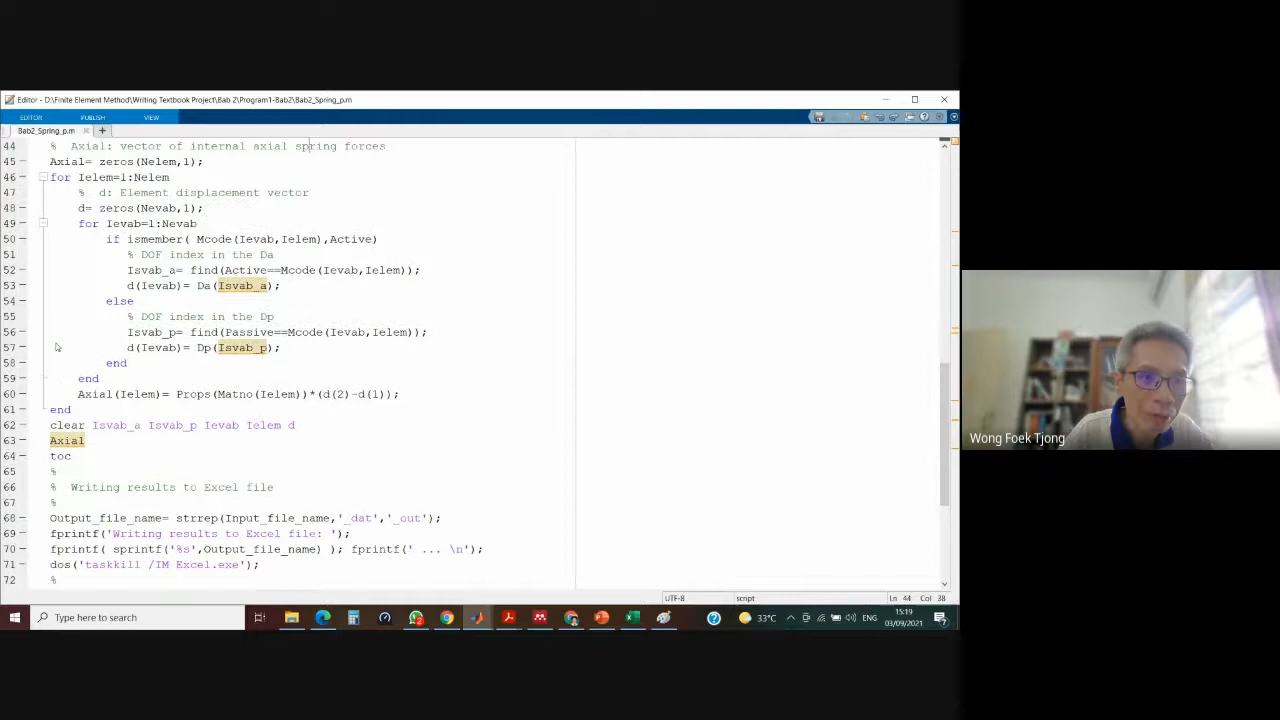 Editor - D:\Finite Element Method\Writing Textbook Project\Bab 2\Program1-Bab2\Bab2_Spring_p.m
EDITOR PUBLISH VIEW
Bab2_Spring_p.m
44 % Axial: vector of internal axial spring forces
45 Axial= zeros(Nelem,1);
46 for Ielem=1:Nelem
47 % d: Element displacement vector
48 d= zeros(Nevab,1);
49 for Ievab=1:Nevab
50 if ismember( Mcode(Ievab,Ielem),Active)
51 % DOF index in the Da
52 Isvab_a= find(Active==Mcode(Ievab,Ielem));
53 d(Ievab)= Da(Isvab_a);
54 else
55 % DOF index in the Dp
56 Isvab_p= find(Passive==Mcode(Ievab,Ielem));
57 d(Ievab)= Dp(Isvab_p);
58 end
59 end
60 Axial(Ielem)= Props(Matno(Ielem))*(d(2)-d(1));
61 end
62 clear Isvab_a Isvab_p Ievab Ielem d
63 Axial
64 toc
65 %
66 % Writing results to Excel file
67 %
68 Output_file_name= strrep(Input_file_name,'_dat','_out');
69 fprintf('Writing results to Excel file: ');
70 fprintf( sprintf('%s',Output_file_name) ); fprintf(' ... \n');
71 dos('taskkill /IM Excel.exe');
72 %
UTF-8 script Ln 44 Col 38
Type here to search
33°C ENG 15:19
03/09/2021
Wong Foek Tjong